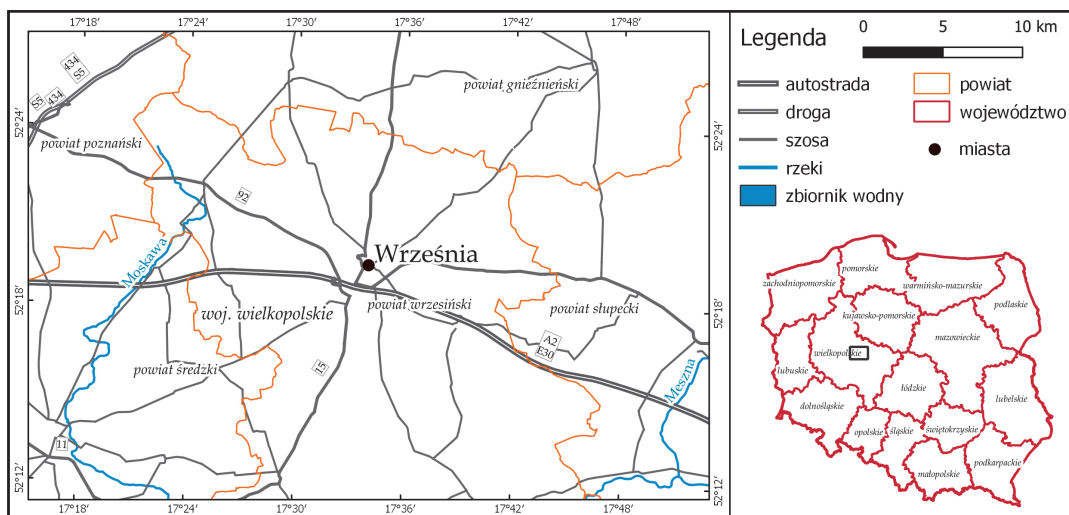 17°18'
17°24'
17°30'
17°36'
17°42'
17°48'
52°24'
52°18'
52°12'
52°24'
52°18'
52°12'
17°18'
17°24'
17°30'
17°36'
17°42'
17°48'
434
S5
S5
434
powiat poznański
powiat gnieźnieński
92
Moskawa
Września
powiat wrzesiński
woj. wielkopolskie
powiat słupecki
A2
E30
powiat średzki
15
Meszna
11
Legenda
0 5 10 km
autostrada
droga
szosa
rzeki
zbiornik wodny
powiat
województwo
miasta
pomorskie
zachodniopomorskie
warmińsko-mazurskie
podlaskie
kujawsko-pomorskie
mazowieckie
wielkopolskie
lubuskie
łódzkie
dolnośląskie
lubelskie
opolskie
śląskie
świętokrzyskie
małopolskie
podkarpackie